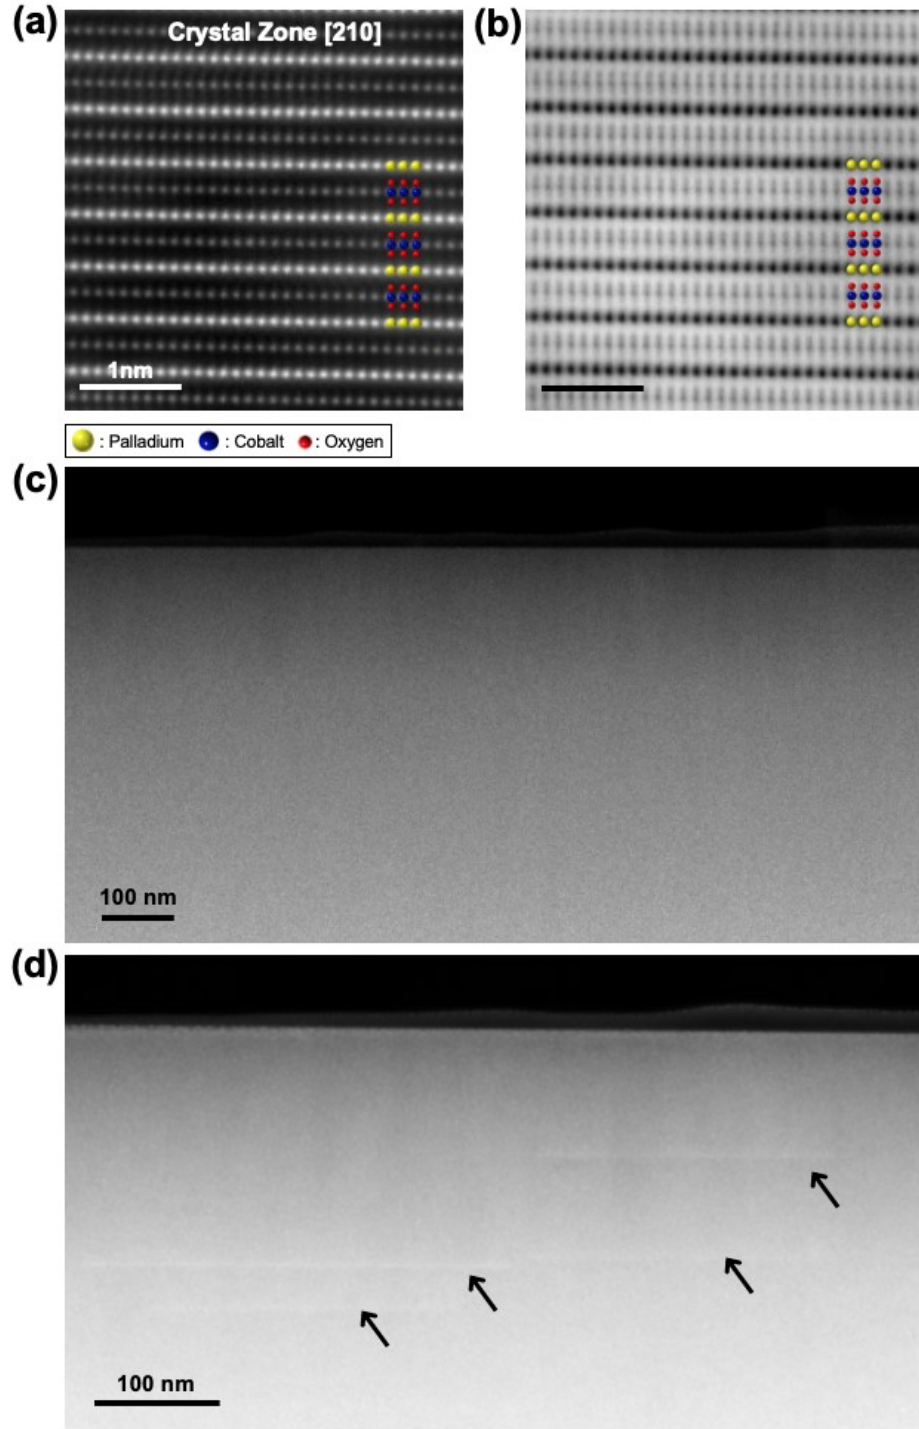 (a)
Crystal Zone [210]
1nm
(b)
: Palladium : Cobalt : Oxygen
(c)
100 nm
(d)
100 nm